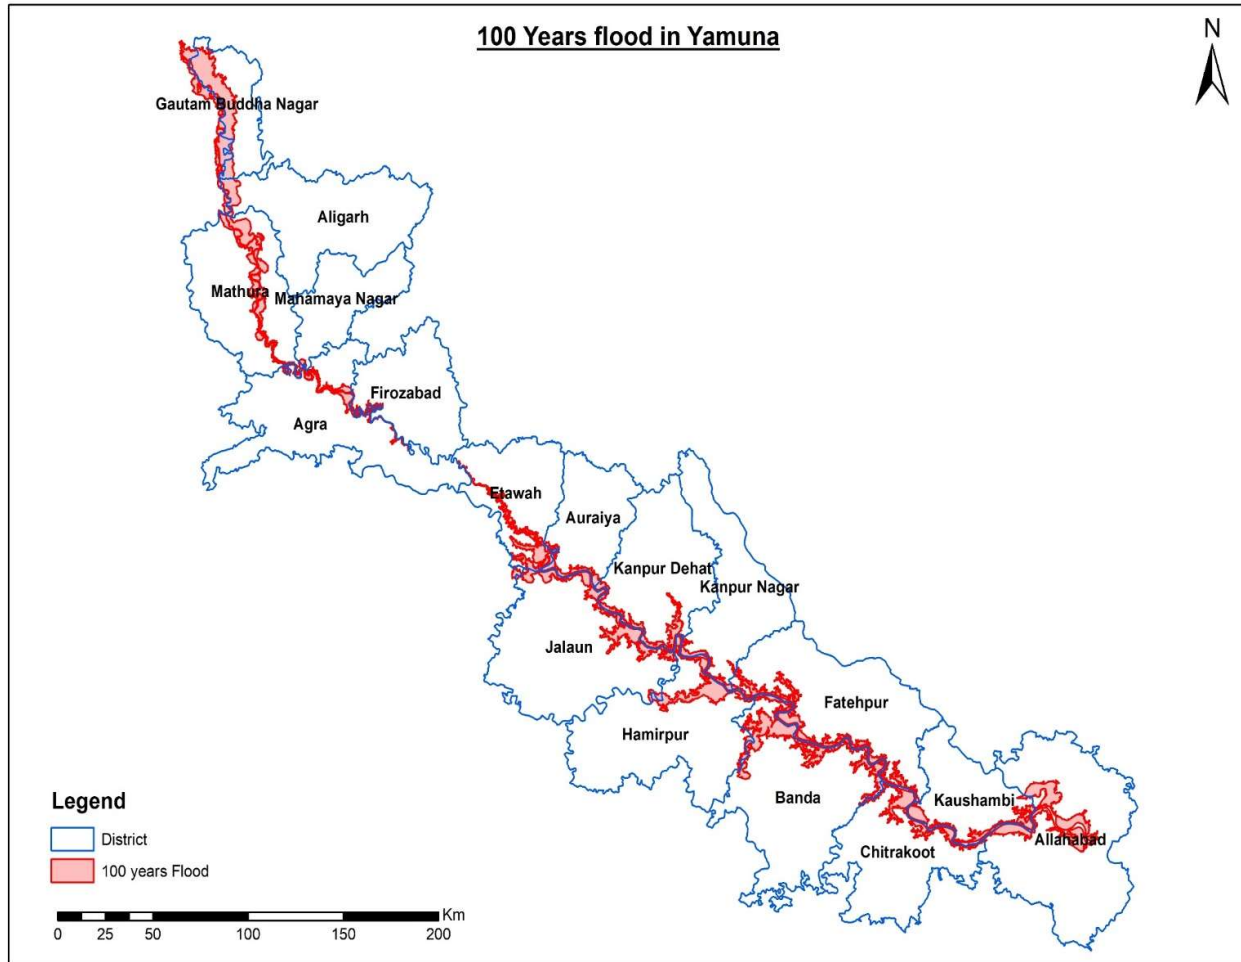 100 Years flood in Yamuna
N
Gautam Buddha Nagar
Aligarh
Mathura
Mahamaya Nagar
Firozabad
Agra
Etawah
Auraiya
Kanpur Dehat
Kanpur Nagar
Jalaun
Fatehpur
Hamirpur
Banda
Kaushambi
Allahabad
Chitrakoot
Legend
District
100 years Flood
Km
0 25 50 100 150 200